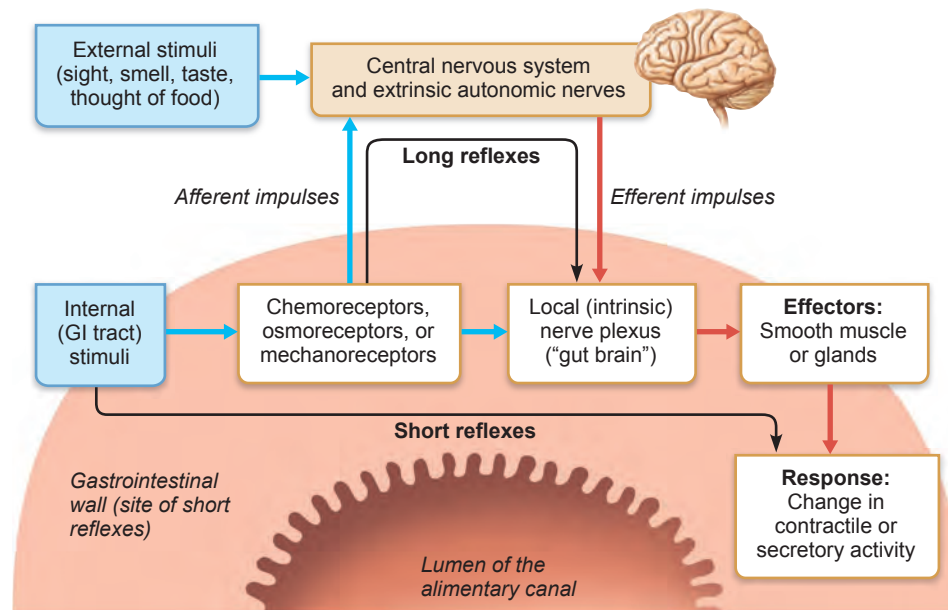 External stimuli
(sight, smell, taste,
thought of food)
Central nervous system
and extrinsic autonomic nerves
Long reflexes
Afferent impulses
Efferent impulses
Internal
(GI tract)
stimuli
Chemoreceptors,
osmoreceptors, or
mechanoreceptors
Local (intrinsic)
nerve plexus
(“gut brain”)
Effectors:
Smooth muscle
or glands
Short reflexes
Gastrointestinal
wall (site of short
reflexes)
Response:
Change in
contractile or
secretory activity
Lumen of the
alimentary canal